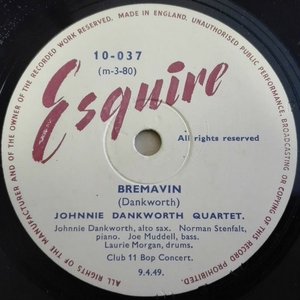 MADE IN ENGLAND. UNAUTHORISED PUBLIC PERFORMANCE, BROADCASTING OR COPYING OF THIS RECORD PROHIBITED.
ALL RIGHTS OF THE MANUFACTURER AND OF THE OWNER OF THE RECORDED WORK RESERVED.
10-037
(m-3-80)
Esquire
All rights reserved
BREMAVIN
(Dankworth)
JOHNNIE DANKWORTH QUARTET.
Johnnie Dankworth, alto sax. Norman Stenfalt,
piano. Joe Muddell, bass.
Laurie Morgan, drums.
Club 11 Bop Concert.
9.4.49.